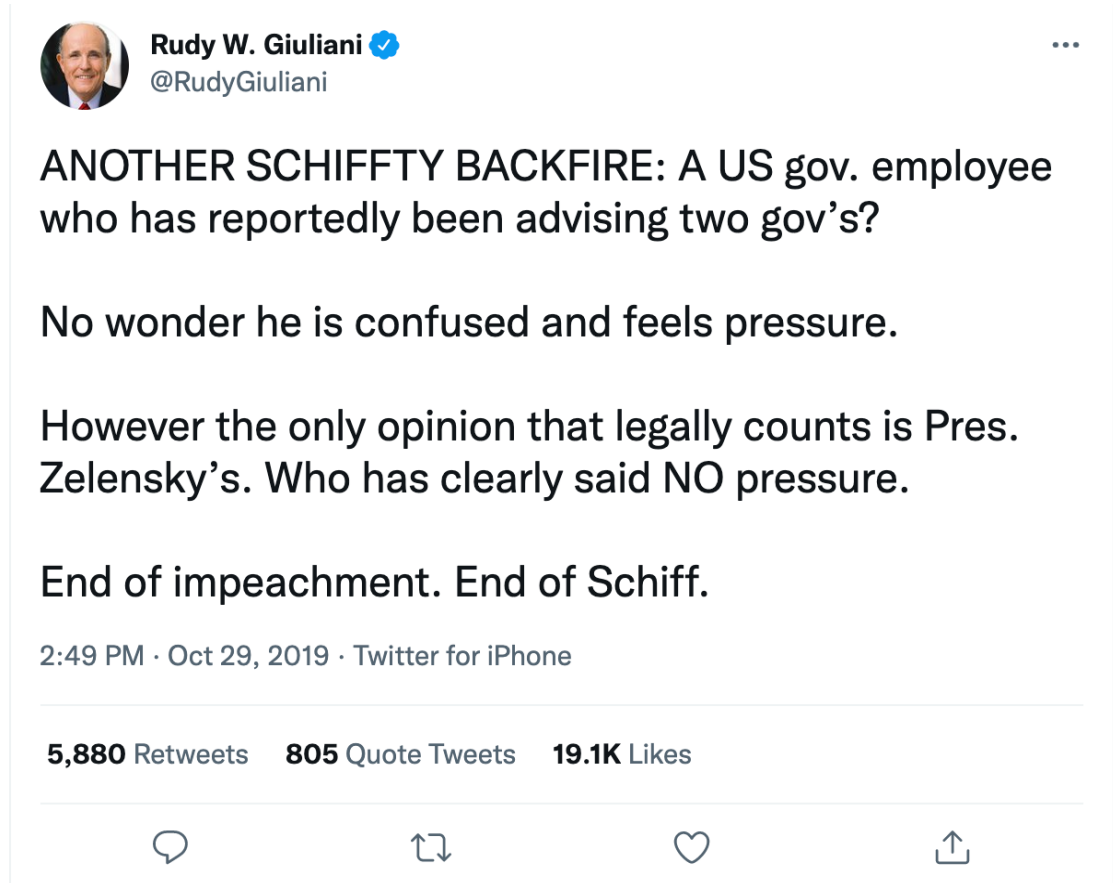 Rudy W. Giuliani
@RudyGiuliani
ANOTHER SCHIFFTY BACKFIRE: A US gov. employee
who has reportedly been advising two gov’s?
No wonder he is confused and feels pressure.
However the only opinion that legally counts is Pres.
Zelensky’s. Who has clearly said NO pressure.
End of impeachment. End of Schiff.
2:49 PM · Oct 29, 2019 · Twitter for iPhone
5,880 Retweets 805 Quote Tweets 19.1K Likes